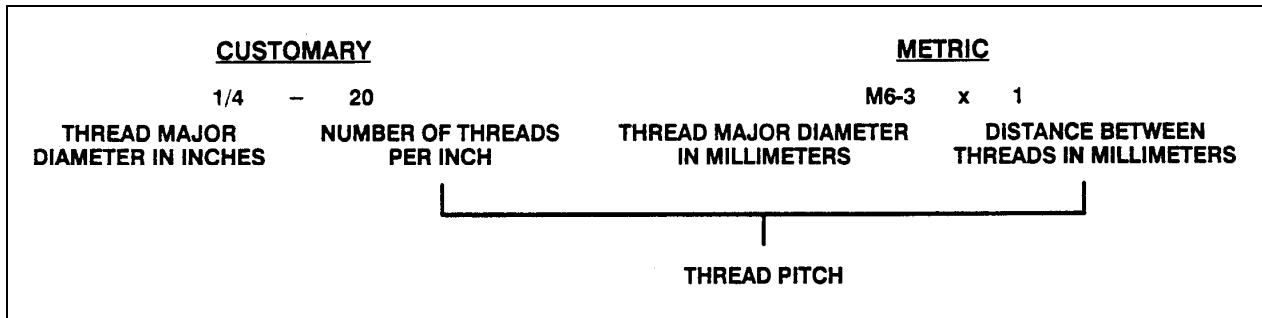 CUSTOMARY
1/4 – 20
THREAD MAJOR
DIAMETER IN INCHES
NUMBER OF THREADS
PER INCH
METRIC
M6-3 x 1
THREAD MAJOR DIAMETER
IN MILLIMETERS
DISTANCE BETWEEN
THREADS IN MILLIMETERS
THREAD PITCH